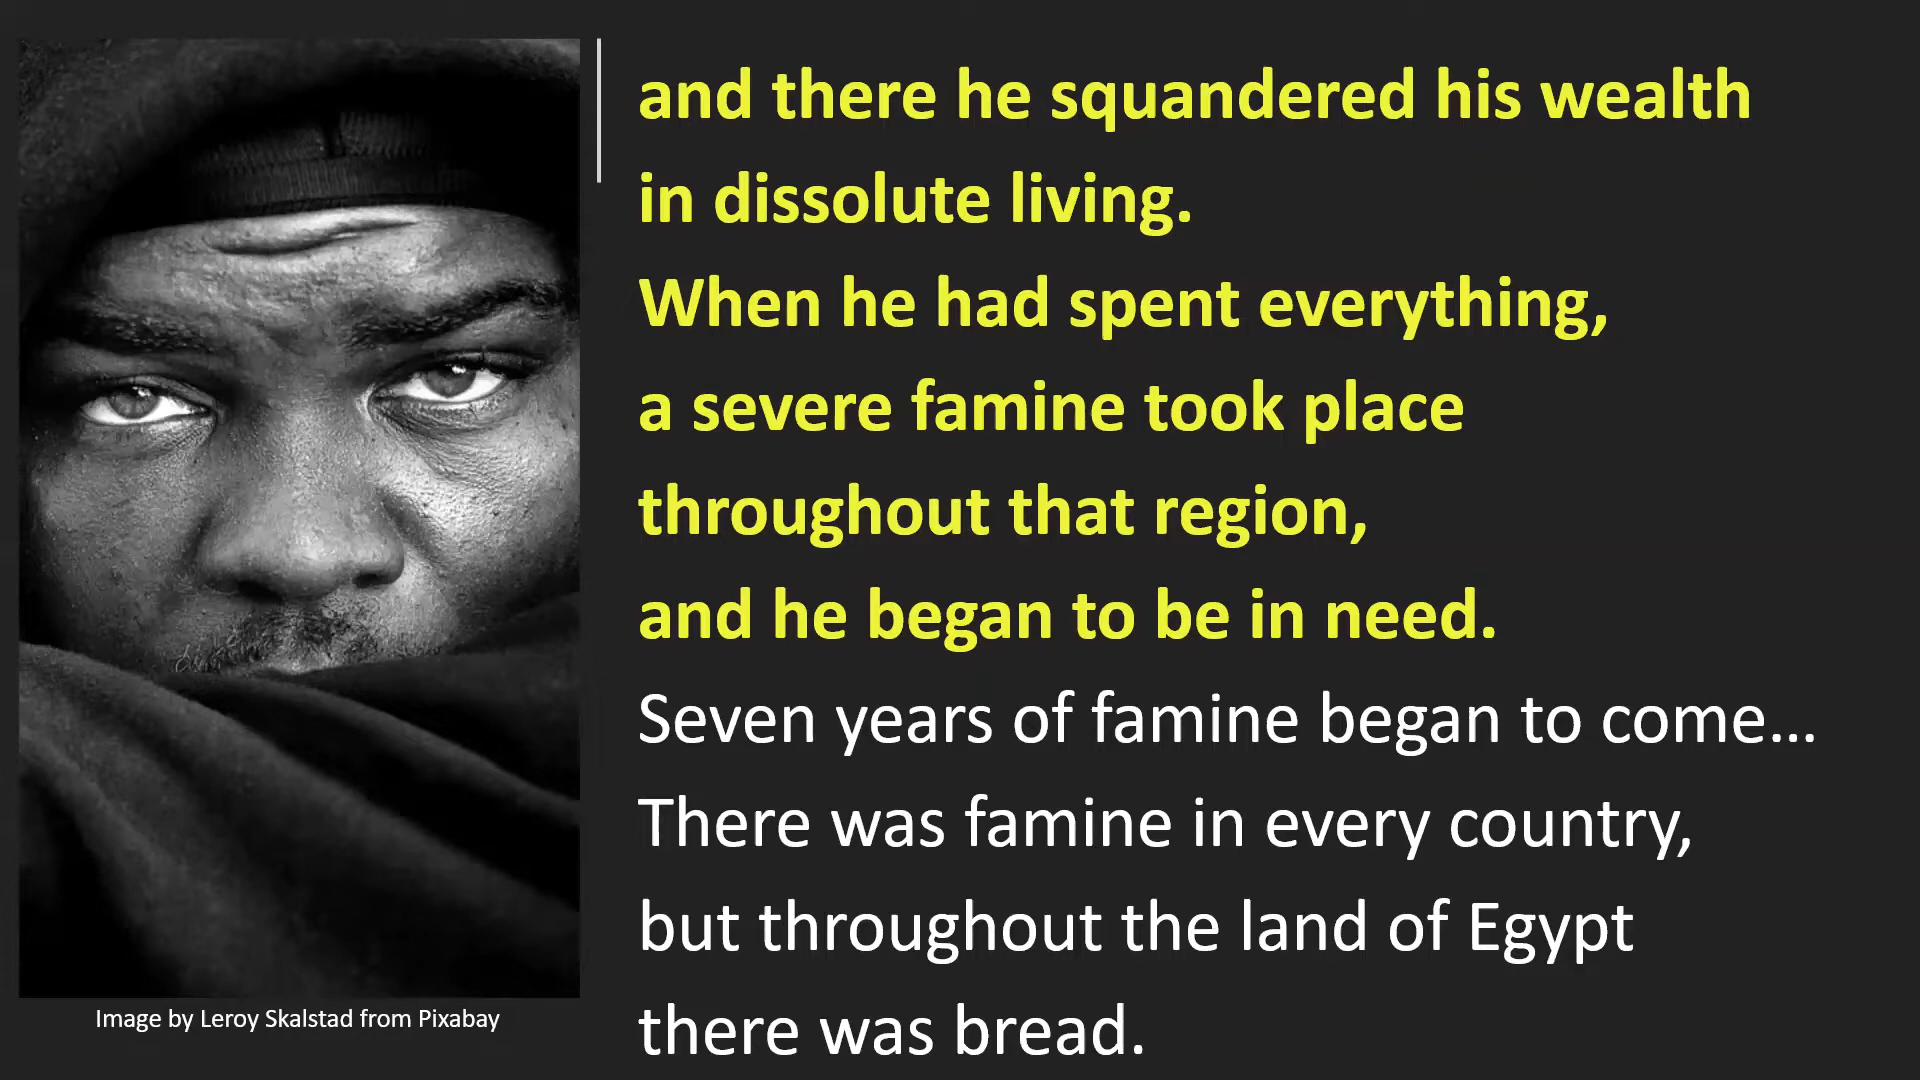 and there he squandered his wealth
in dissolute living.
When he had spent everything,
a severe famine took place
throughout that region,
and he began to be in need.
Seven years of famine began to come...
There was famine in every country,
but throughout the land of Egypt
there was bread.
Image by Leroy Skalstad from Pixabay